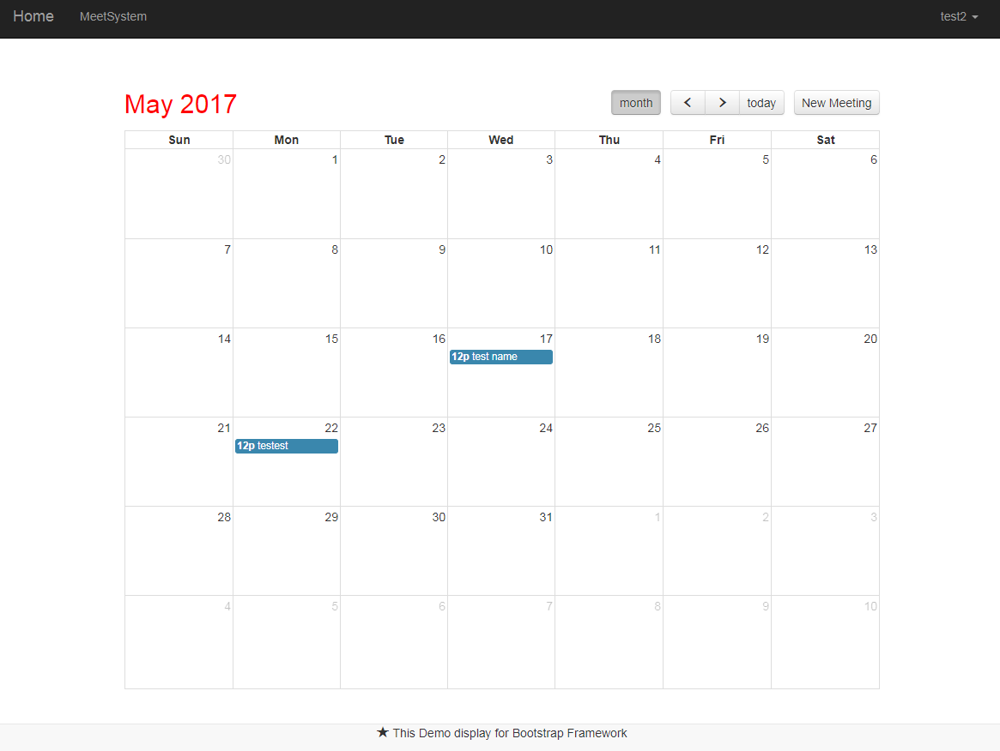 Home MeetSystem test2
May 2017 month today New Meeting
Sun Mon Tue Wed Thu Fri Sat
30 1 2 3 4 5 6
7 8 9 10 11 12 13
14 15 16 17 18 19 20
12p test name
21 22 23 24 25 26 27
12p testest
28 29 30 31 1 2 3
4 5 6 7 8 9 10
★ This Demo display for Bootstrap Framework